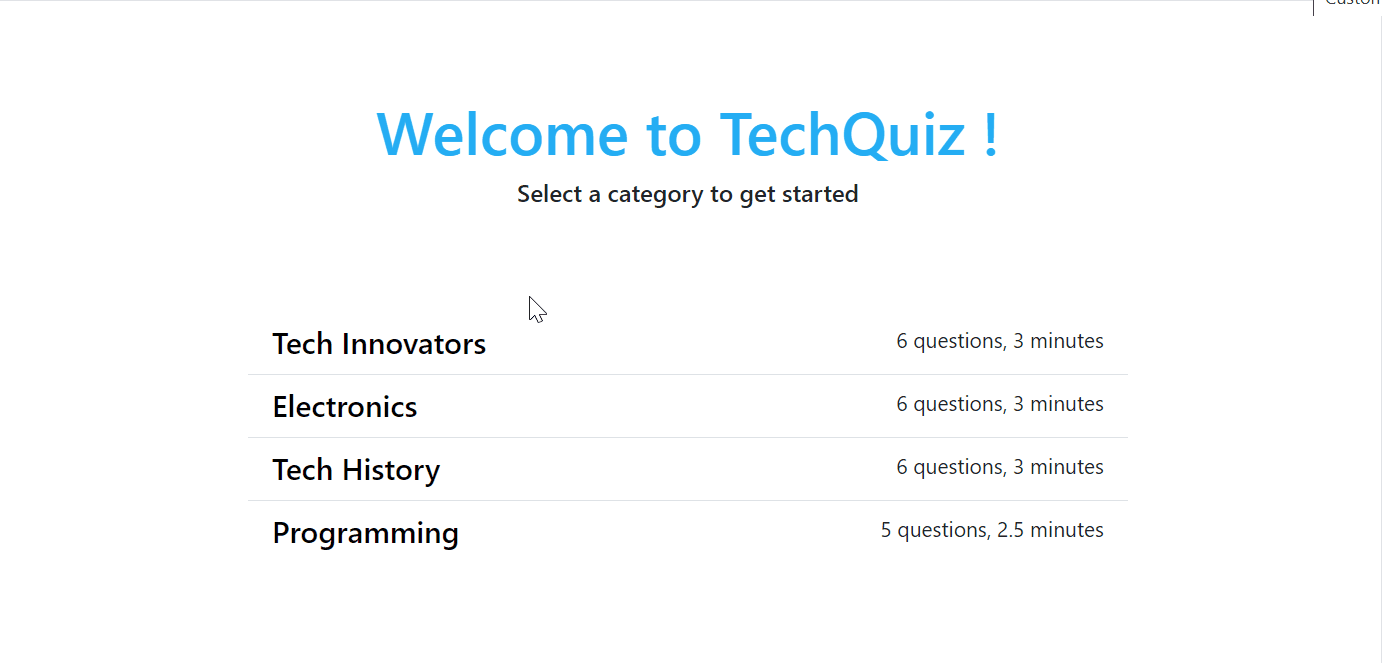 Welcome to TechQuiz !
Select a category to get started
Tech Innovators 6 questions, 3 minutes
Electronics 6 questions, 3 minutes
Tech History 6 questions, 3 minutes
Programming 5 questions, 2.5 minutes